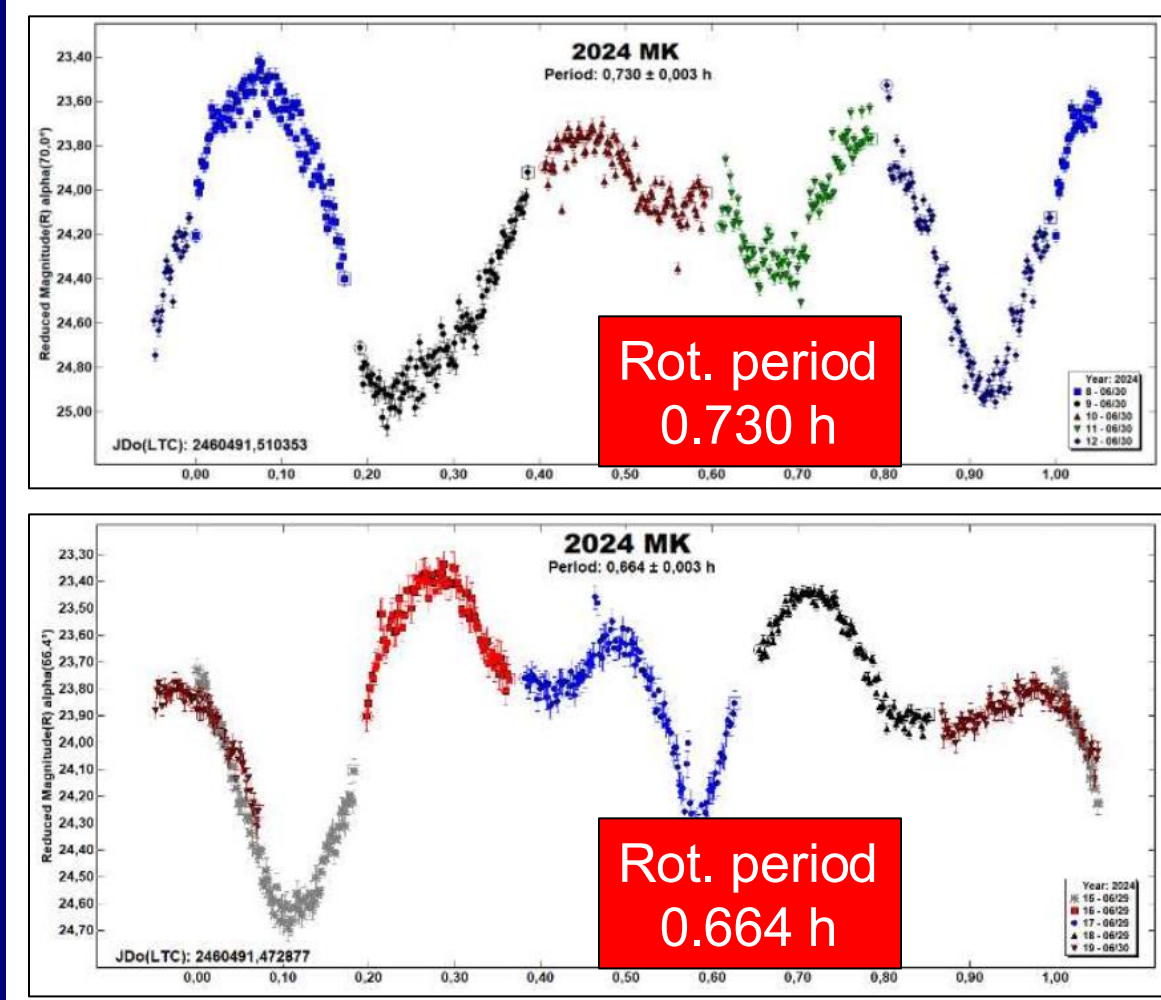 2024 MK
Period: 0,730 ± 0,003 h
Reduced Magnitude(R) alpha(70,0°)
23,40
23,60
23,80
24,00
24,20
24,40
24,60
24,80
25,00
Rot. period
0.730 h
Year: 2024
8 - 06/30
9 - 06/30
10 - 06/30
11 - 06/30
12 - 06/30
JDo(LTC): 2460491,510353
0,00 0,10 0,20 0,30 0,40 0,50 0,60 0,70 0,80 0,90 1,00
2024 MK
Period: 0,664 ± 0,003 h
Reduced Magnitude(R) alpha(66.4°)
23,30
23,40
23,50
23,60
23,70
23,80
23,90
24,00
24,10
24,20
24,30
24,40
24,50
24,60
24,70
Rot. period
0.664 h
Year: 2024
15 - 06/29
16 - 06/29
17 - 06/29
18 - 06/29
19 - 06/30
JDo(LTC): 2460491,472877
0,00 0,10 0,20 0,30 0,40 0,50 0,60 0,70 0,80 0,90 1,00